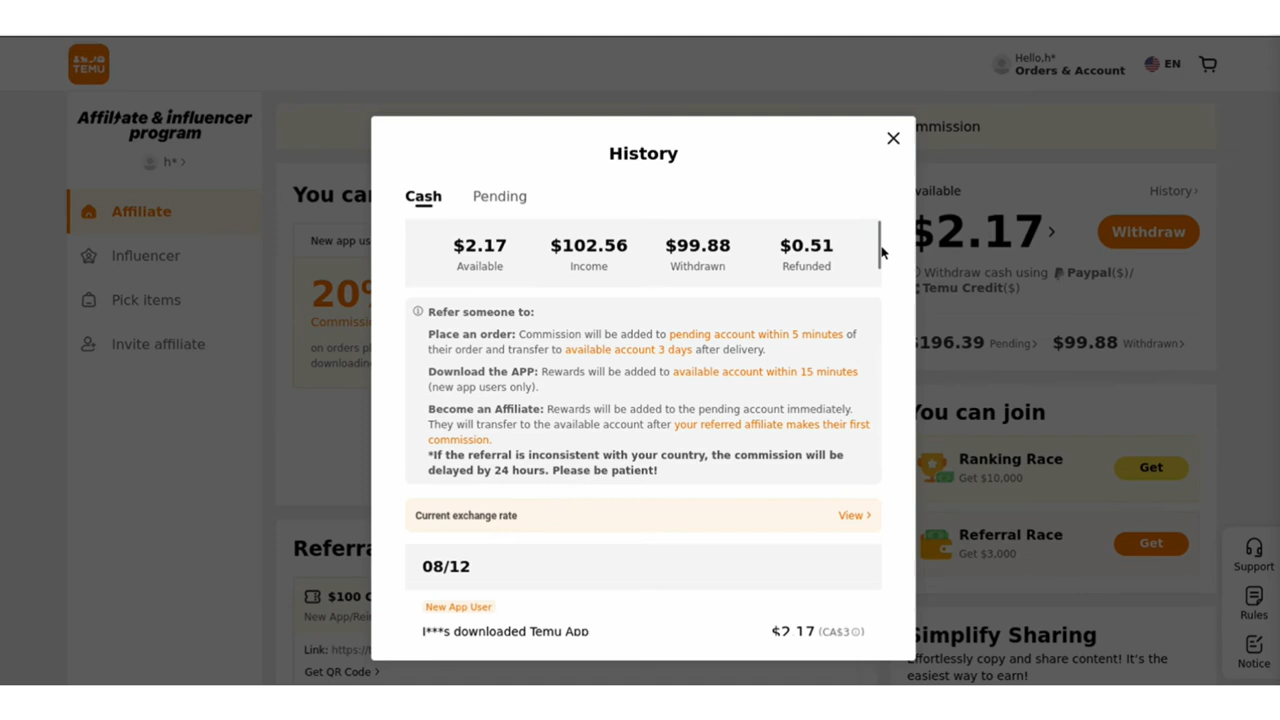 TEMU
Hello,h*
Orders & Account
EN
Affiliate & influencer
program
h* >
Affiliate
Influencer
Pick items
Invite affiliate
mmission
You ca
New app us
20%
Commissi
on orders pl
downloading
Referra
$100 C
New App/Rei
Link: https://t
Get QR Code >
History
Cash
Pending
$2.17 $102.56 $99.88 $0.51
Available Income Withdrawn Refunded
Refer someone to:
Place an order: Commission will be added to pending account within 5 minutes of
their order and transfer to available account 3 days after delivery.
Download the APP: Rewards will be added to available account within 15 minutes
(new app users only).
Become an Affiliate: Rewards will be added to the pending account immediately.
They will transfer to the available account after your referred affiliate makes their first
commission.
*If the referral is inconsistent with your country, the commission will be
delayed by 24 hours. Please be patient!
Current exchange rate View >
08/12
New App User
l***s downloaded Temu App $2.17 (CA$3)
vailable History>
$2.17 > Withdraw
Withdraw cash using Paypal($)/
Temu Credit($)
196.39 Pending> $99.88 Withdrawn>
You can join
Ranking Race
Get $10,000
Get
Referral Race
Get $3,000
Get
Simplify Sharing
Effortlessly copy and share content! It's the
easiest way to earn!
Support
Rules
Notice